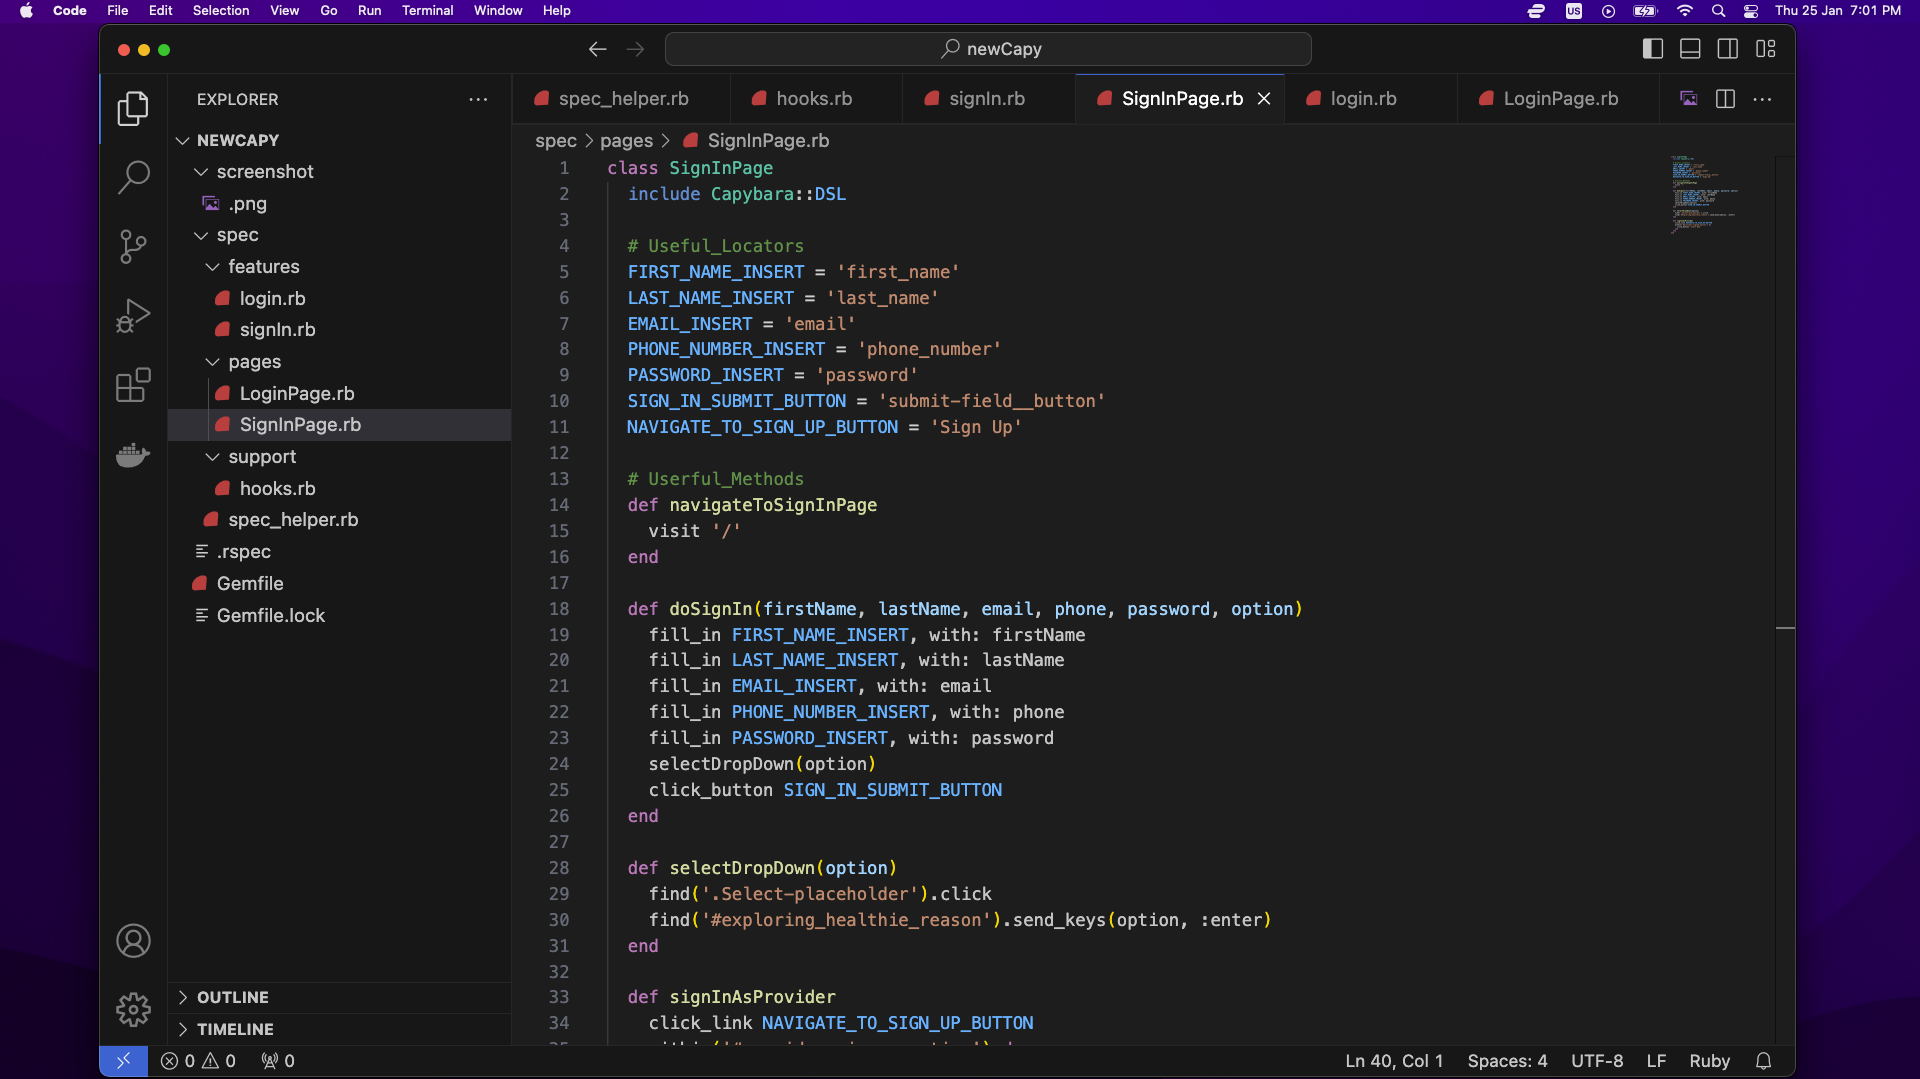 Code File Edit Selection View Go Run Terminal Window Help
US
Thu 25 Jan 7:01 PM
newCapy
EXPLORER
NEWCAPY
screenshot
.png
spec
features
login.rb
signIn.rb
pages
LoginPage.rb
SignInPage.rb
support
hooks.rb
spec_helper.rb
.rspec
Gemfile
Gemfile.lock
OUTLINE
TIMELINE
spec_helper.rb hooks.rb signIn.rb SignInPage.rb login.rb LoginPage.rb
spec > pages > SignInPage.rb
1 class SignInPage
2 include Capybara::DSL
3
4 # Useful_Locators
5 FIRST_NAME_INSERT = 'first_name'
6 LAST_NAME_INSERT = 'last_name'
7 EMAIL_INSERT = 'email'
8 PHONE_NUMBER_INSERT = 'phone_number'
9 PASSWORD_INSERT = 'password'
10 SIGN_IN_SUBMIT_BUTTON = 'submit-field__button'
11 NAVIGATE_TO_SIGN_UP_BUTTON = 'Sign Up'
12
13 # Userful_Methods
14 def navigateToSignInPage
15 visit '/'
16 end
17
18 def doSignIn(firstName, lastName, email, phone, password, option)
19 fill_in FIRST_NAME_INSERT, with: firstName
20 fill_in LAST_NAME_INSERT, with: lastName
21 fill_in EMAIL_INSERT, with: email
22 fill_in PHONE_NUMBER_INSERT, with: phone
23 fill_in PASSWORD_INSERT, with: password
24 selectDropDown(option)
25 click_button SIGN_IN_SUBMIT_BUTTON
26 end
27
28 def selectDropDown(option)
29 find('.Select-placeholder').click
30 find('#exploring_healthie_reason').send_keys(option, :enter)
31 end
32
33 def signInAsProvider
34 click_link NAVIGATE_TO_SIGN_UP_BUTTON
0 0 0
Ln 40, Col 1 Spaces: 4 UTF-8 LF Ruby